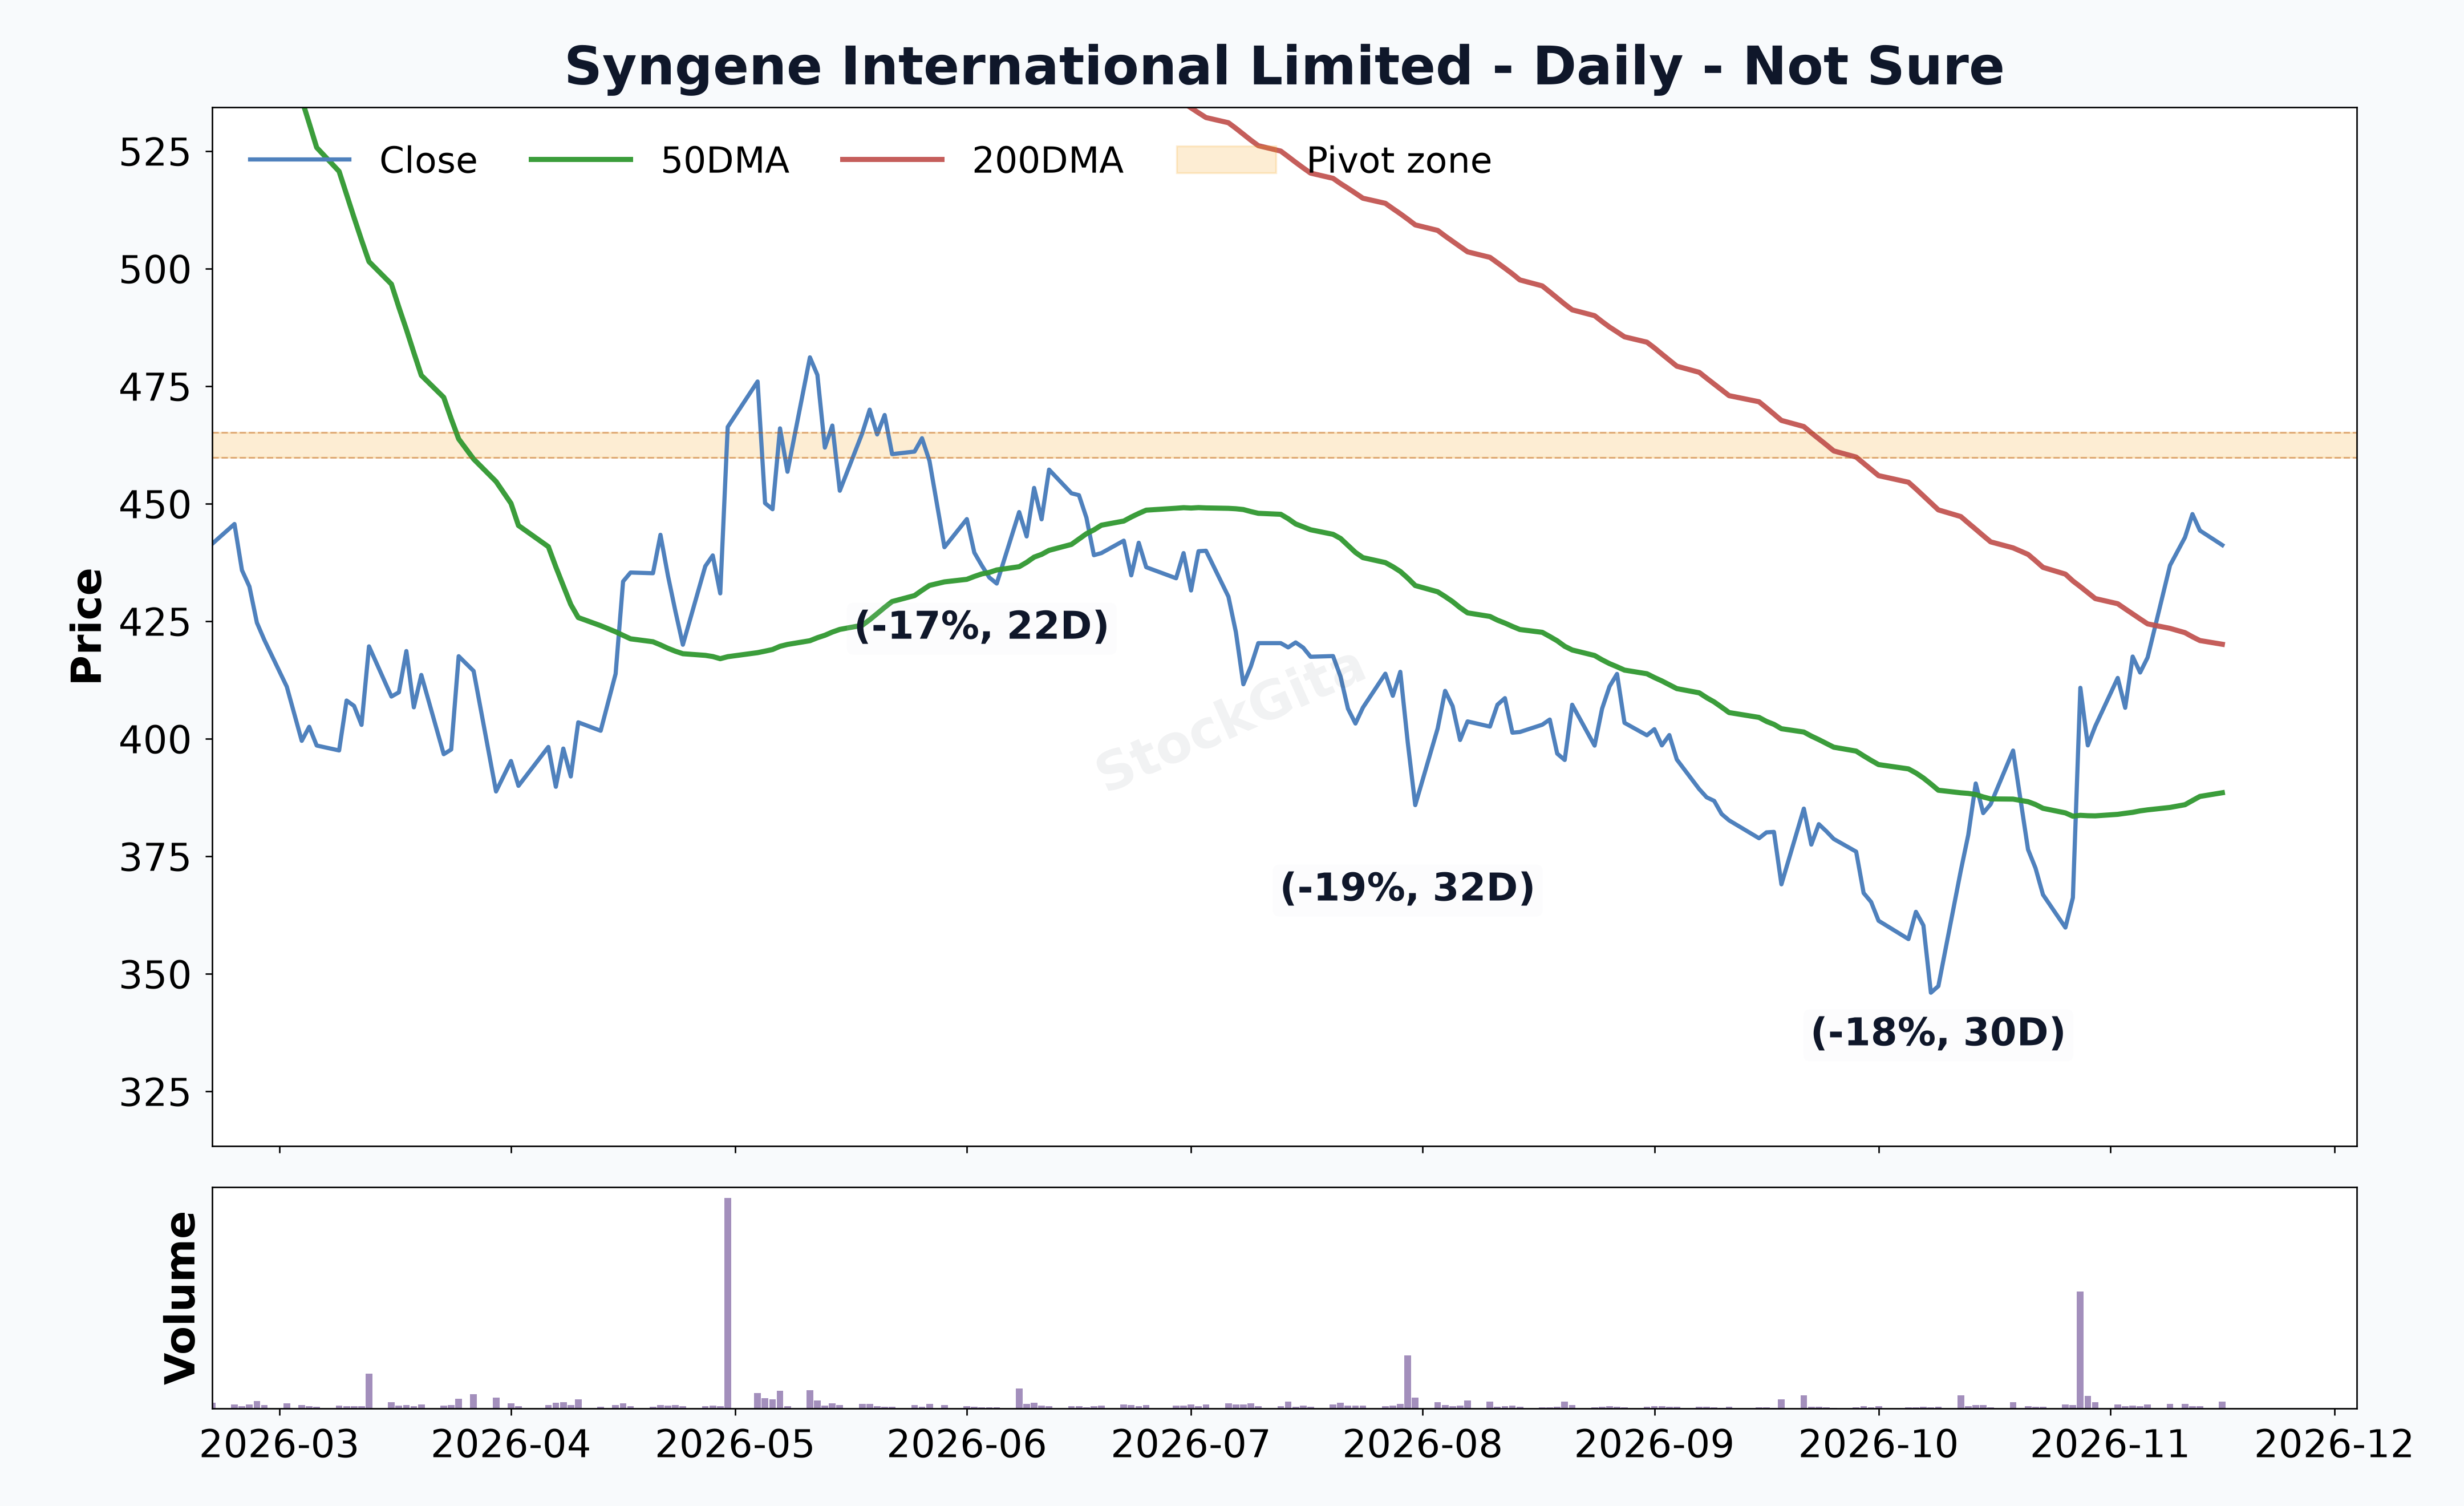 Syngene International Limited - Daily - Not Sure
Close 50DMA 200DMA Pivot zone
525
500
475
450
425
400
375
350
325
Price
(-17%, 22D)
StockGita
(-19%, 32D)
(-18%, 30D)
Volume
2026-03 2026-04 2026-05 2026-06 2026-07 2026-08 2026-09 2026-10 2026-11 2026-12